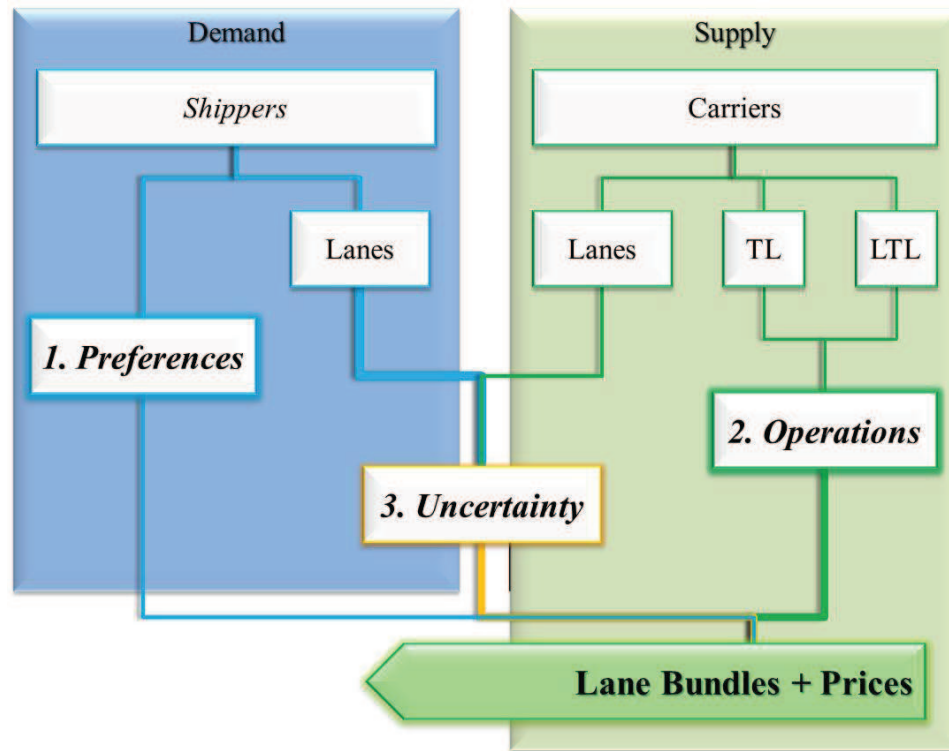 Demand
Supply
Shippers
Carriers
Lanes
Lanes
TL
LTL
1. Preferences
2. Operations
3. Uncertainty
Lane Bundles + Prices